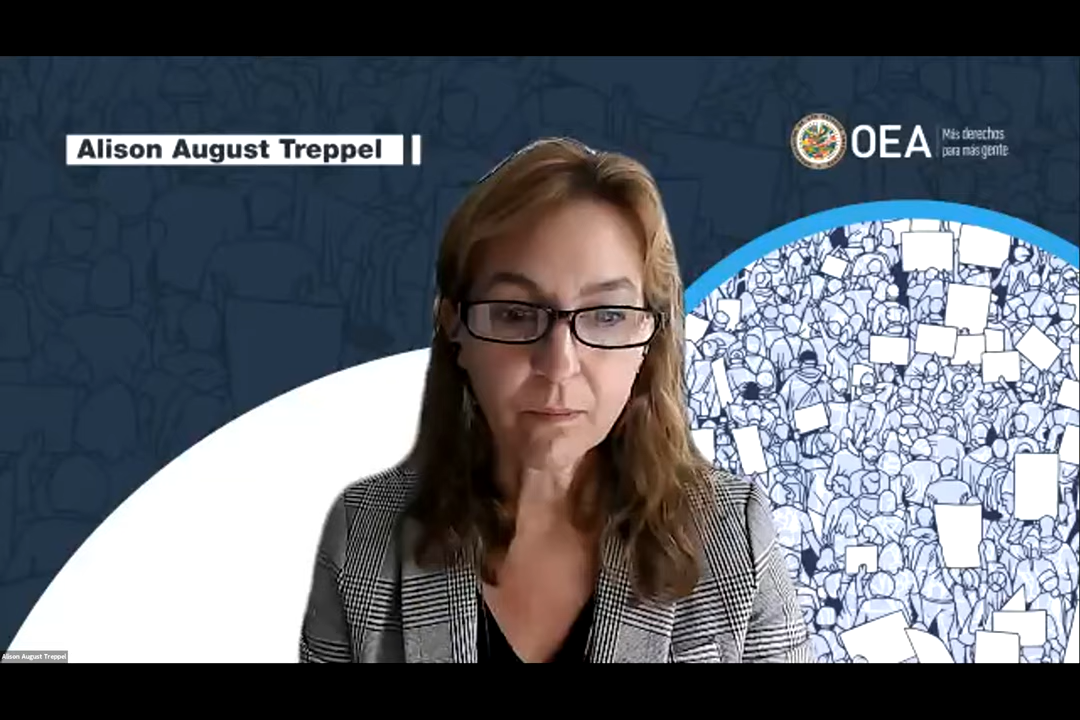 Alison August Treppel
OEA
Más derechos
para más gente
Alison August Treppel